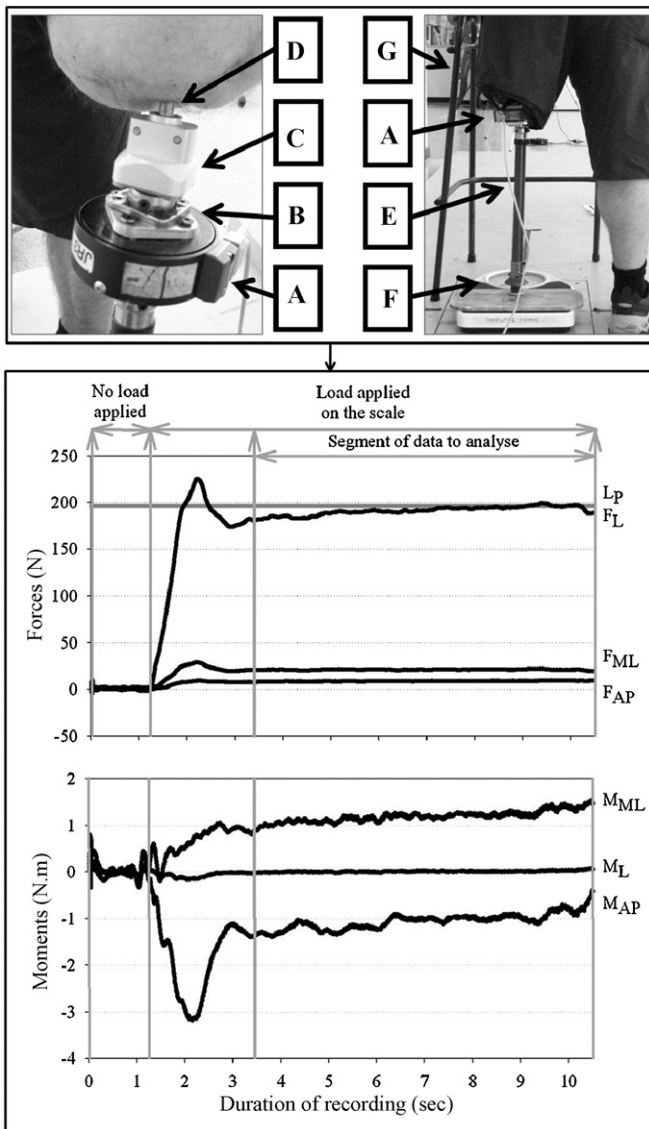 D
G
C
A
B
E
A
F
JR3
No load
applied
Load applied
on the scale
Segment of data to analyse
250
200
150
100
50
0
-50
Forces (N)
LP
FL
FML
FAP
2
1
0
-1
-2
-3
-4
Moments (N.m)
MML
ML
MAP
0 1 2 3 4 5 6 7 8 9 10
Duration of recording (sec)